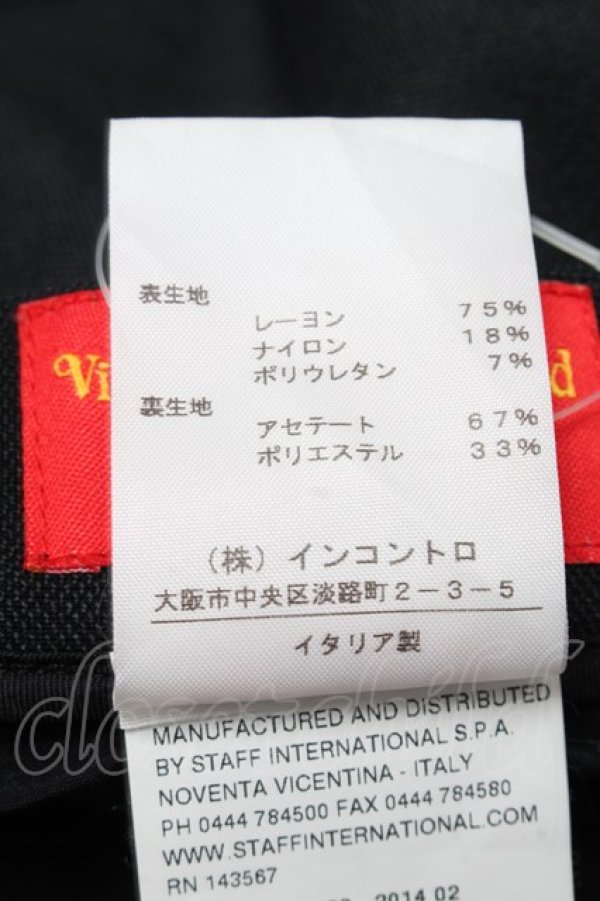 表生地
レーヨン 75%
ナイロン 18%
ポリウレタン 7%
裏生地
アセテート 67%
ポリエステル 33%
(株)インコントロ
大阪市中央区淡路町2-3-5
イタリア製
MANUFACTURED AND DISTRIBUTED
BY STAFF INTERNATIONAL S.P.A.
NOVENTA VICENTINA - ITALY
PH 0444 784500 FAX 0444 784580
WWW.STAFFINTERNATIONAL.COM
RN 143567
2014.02